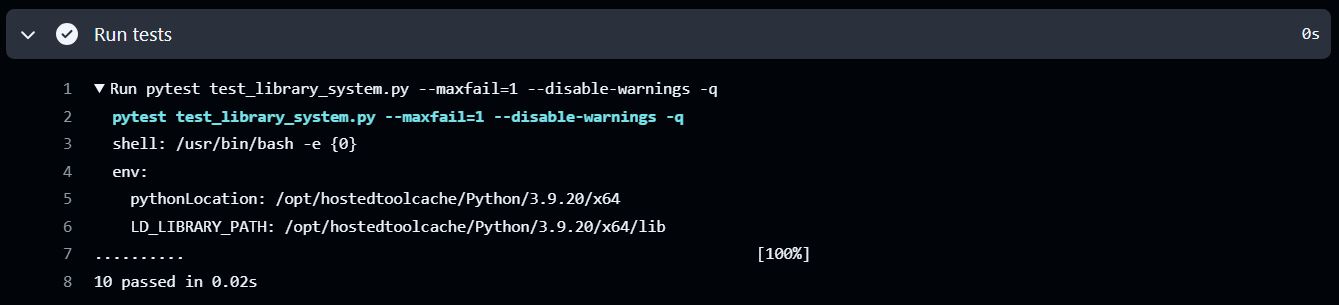 Run tests 0s
1 ▼ Run pytest test_library_system.py --maxfail=1 --disable-warnings -q
2 pytest test_library_system.py --maxfail=1 --disable-warnings -q
3 shell: /usr/bin/bash -e {0}
4 env:
5 pythonLocation: /opt/hostedtoolcache/Python/3.9.20/x64
6 LD_LIBRARY_PATH: /opt/hostedtoolcache/Python/3.9.20/x64/lib
7 .......... [100%]
8 10 passed in 0.02s